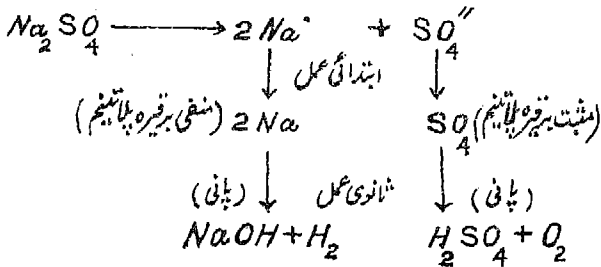 Na₂SO₄ ⟶ 2Na˙ + SO₄″
ابتدائی عمل
(منفی برقیرہ پلاٹینم) 2Na SO₄ (مثبت برقیرہ پلاٹینم)
(پانی) ثانوی عمل (پانی)
NaOH + H₂ H₂SO₄ + O₂